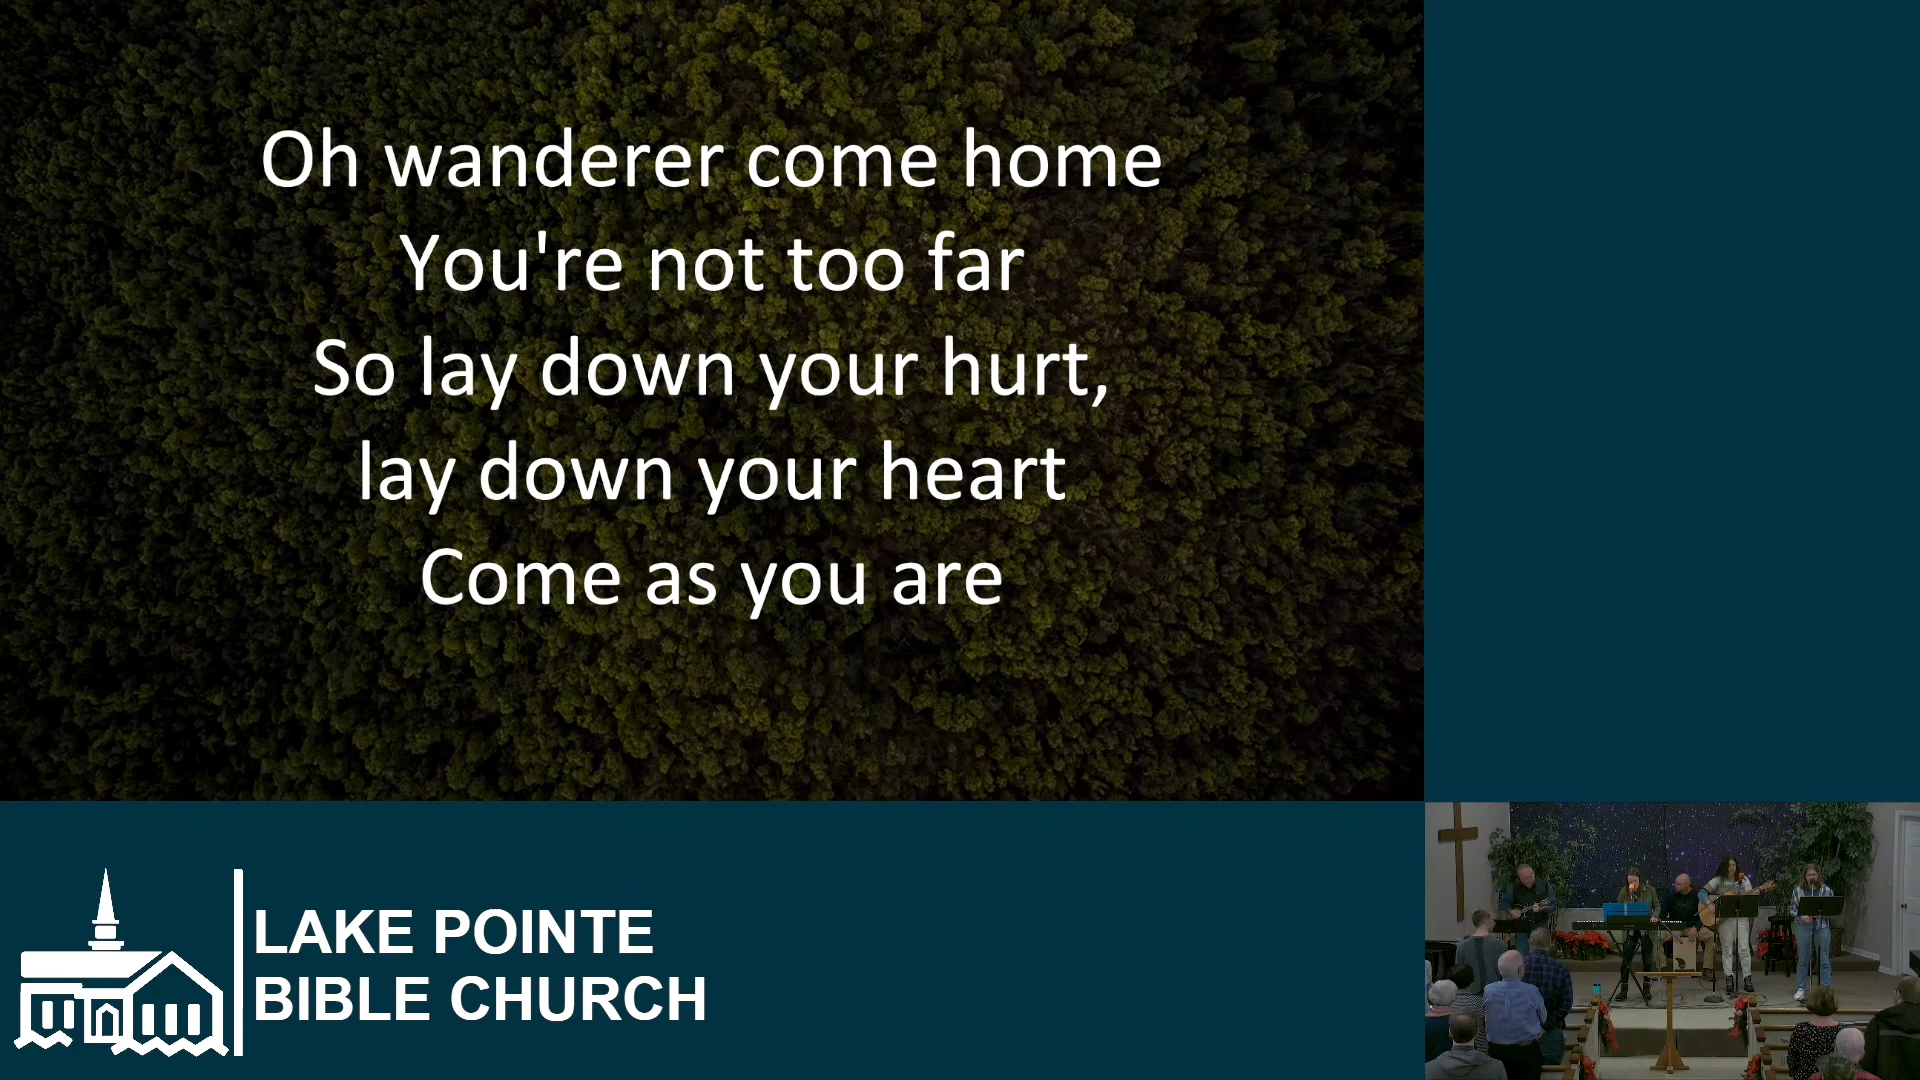 Oh wanderer come home
You're not too far
So lay down your hurt,
lay down your heart
Come as you are
LAKE POINTE
BIBLE CHURCH